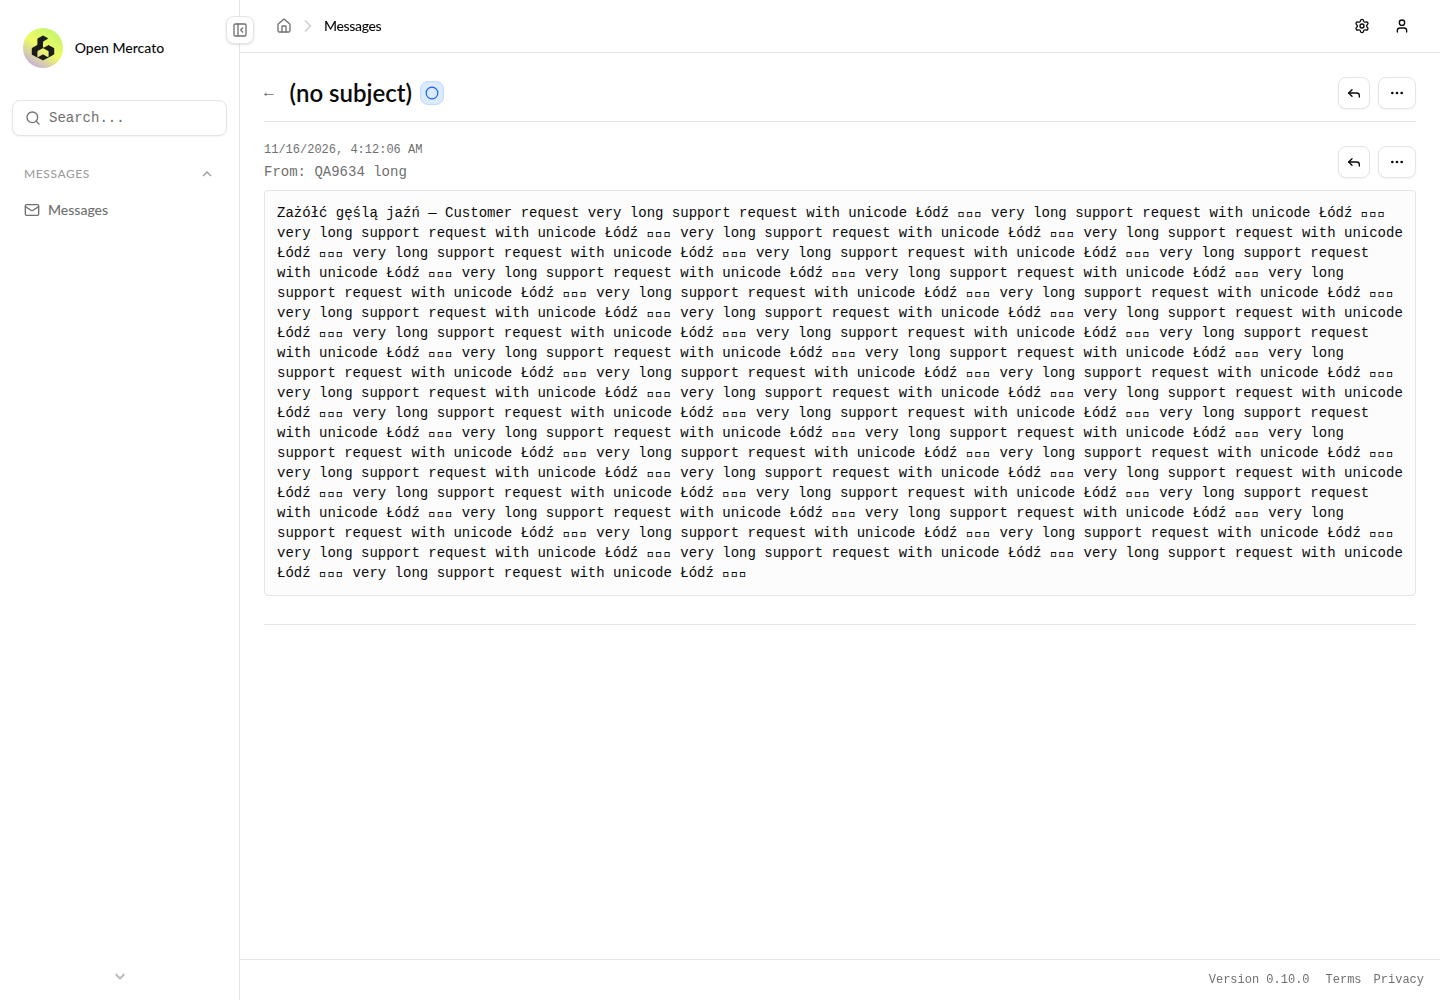 Open Mercato
Messages
Search...
MESSAGES
Messages
← (no subject)
11/16/2026, 4:12:06 AM
From: QA9634 long
Zażółć gęślą jaźń — Customer request very long support request with unicode Łódź □□□ very long support request with unicode Łódź □□□
very long support request with unicode Łódź □□□ very long support request with unicode Łódź □□□ very long support request with unicode
Łódź □□□ very long support request with unicode Łódź □□□ very long support request with unicode Łódź □□□ very long support request
with unicode Łódź □□□ very long support request with unicode Łódź □□□ very long support request with unicode Łódź □□□ very long
support request with unicode Łódź □□□ very long support request with unicode Łódź □□□ very long support request with unicode Łódź □□□
very long support request with unicode Łódź □□□ very long support request with unicode Łódź □□□ very long support request with unicode
Łódź □□□ very long support request with unicode Łódź □□□ very long support request with unicode Łódź □□□ very long support request
with unicode Łódź □□□ very long support request with unicode Łódź □□□ very long support request with unicode Łódź □□□ very long
support request with unicode Łódź □□□ very long support request with unicode Łódź □□□ very long support request with unicode Łódź □□□
very long support request with unicode Łódź □□□ very long support request with unicode Łódź □□□ very long support request with unicode
Łódź □□□ very long support request with unicode Łódź □□□ very long support request with unicode Łódź □□□ very long support request
with unicode Łódź □□□ very long support request with unicode Łódź □□□ very long support request with unicode Łódź □□□ very long
support request with unicode Łódź □□□ very long support request with unicode Łódź □□□ very long support request with unicode Łódź □□□
very long support request with unicode Łódź □□□ very long support request with unicode Łódź □□□ very long support request with unicode
Łódź □□□ very long support request with unicode Łódź □□□ very long support request with unicode Łódź □□□ very long support request
with unicode Łódź □□□ very long support request with unicode Łódź □□□ very long support request with unicode Łódź □□□ very long
support request with unicode Łódź □□□ very long support request with unicode Łódź □□□ very long support request with unicode Łódź □□□
very long support request with unicode Łódź □□□ very long support request with unicode Łódź □□□ very long support request with unicode
Łódź □□□ very long support request with unicode Łódź □□□
Version 0.10.0 Terms Privacy